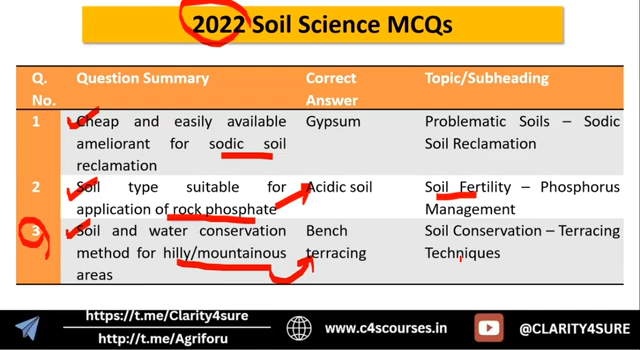 2022 Soil Science MCQs
Q. Question Summary Correct Topic/Subheading
No. Answer
1 Cheap and easily available Gypsum Problematic Soils – Sodic
ameliorant for sodic soil Soil Reclamation
reclamation
2 Soil type suitable for Acidic soil Soil Fertility – Phosphorus
application of rock phosphate Management
3 Soil and water conservation Bench Soil Conservation – Terracing
method for hilly/mountainous terracing Techniques
areas
https://t.me/Clarity4sure
http://t.me/Agriforu
www.c4scourses.in
@CLARITY4SURE